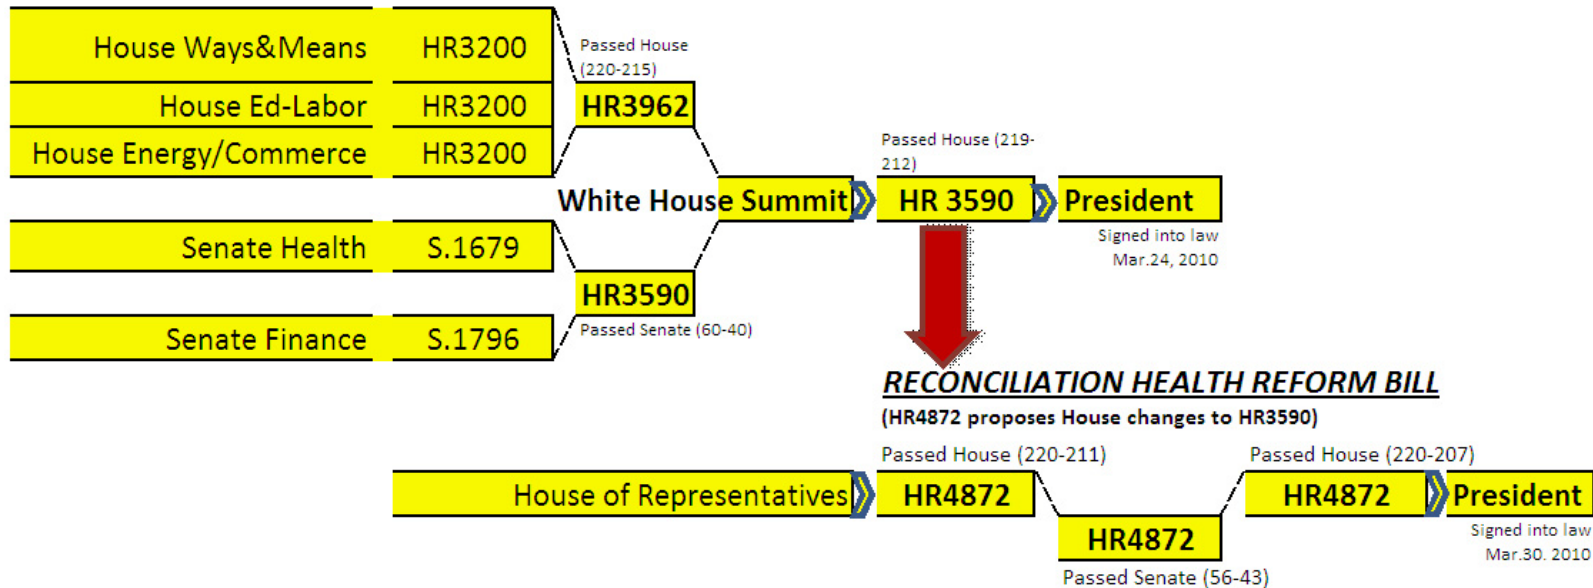 House Ways&Means HR3200
Passed House
(220-215)
House Ed-Labor HR3200 HR3962
House Energy/Commerce HR3200
Passed House (219-
212)
White House Summit HR 3590 President
Signed into law
Mar.24, 2010
Senate Health S.1679
HR3590
Passed Senate (60-40)
Senate Finance S.1796
RECONCILIATION HEALTH REFORM BILL
(HR4872 proposes House changes to HR3590)
Passed House (220-211) Passed House (220-207)
House of Representatives HR4872 HR4872 President
Signed into law
Mar.30. 2010
HR4872
Passed Senate (56-43)